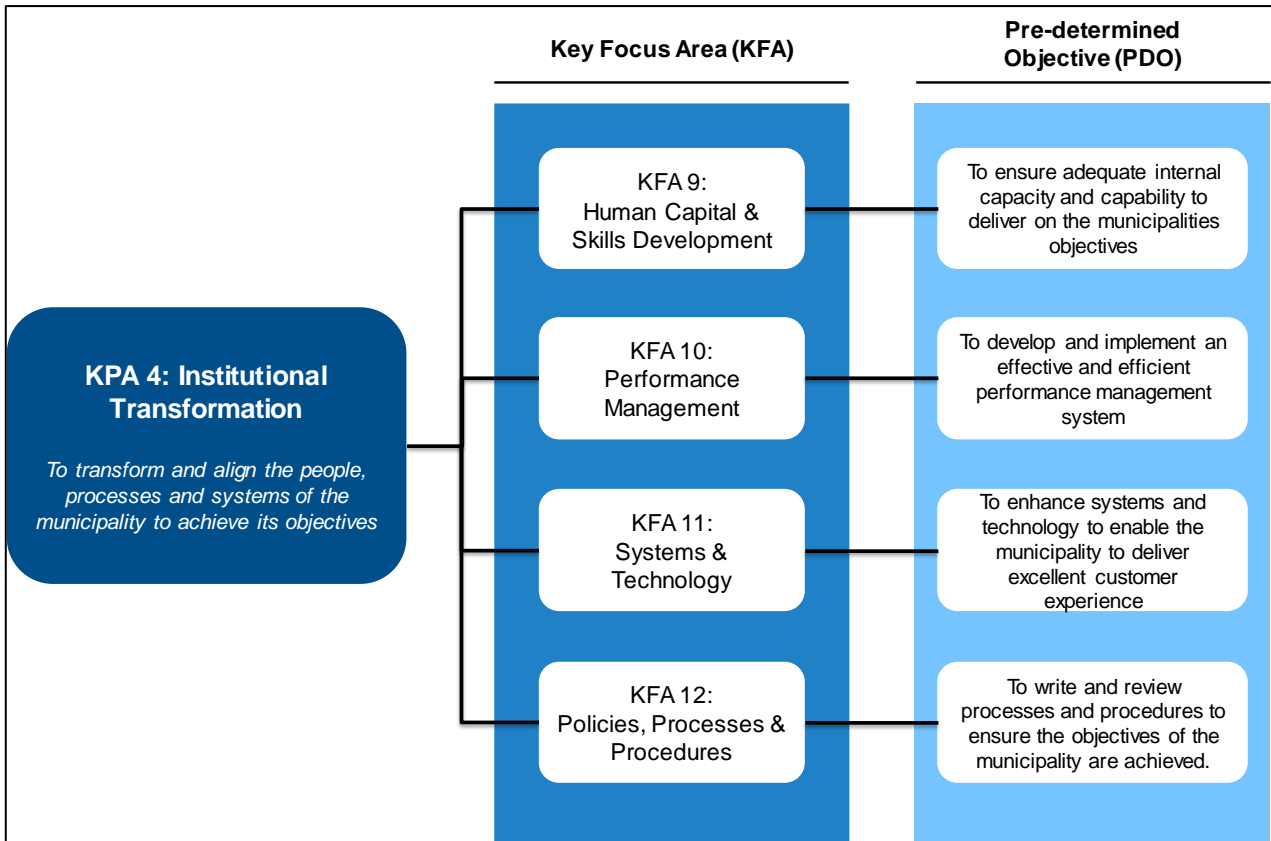 Key Focus Area (KFA)
Pre-determined
Objective (PDO)
KPA 4: Institutional
Transformation
To transform and align the people,
processes and systems of the
municipality to achieve its objectives
KFA 9:
Human Capital &
Skills Development
To ensure adequate internal
capacity and capability to
deliver on the municipalities
objectives
KFA 10:
Performance
Management
To develop and implement an
effective and efficient
performance management
system
KFA 11:
Systems &
Technology
To enhance systems and
technology to enable the
municipality to deliver
excellent customer
experience
KFA 12:
Policies, Processes &
Procedures
To write and review
processes and procedures to
ensure the objectives of the
municipality are achieved.